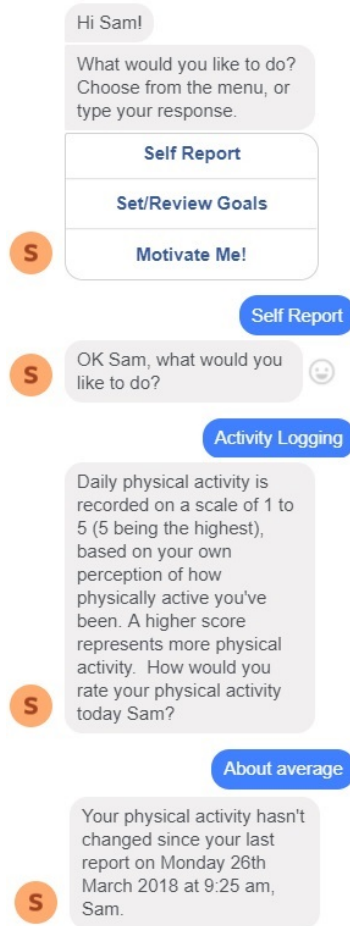 Hi Sam!
What would you like to do?
Choose from the menu, or
type your response.
Self Report
Set/Review Goals
S
Motivate Me!
Self Report
OK Sam, what would you
S
like to do?
Activity Logging
Daily physical activity is
recorded on a scale of 1 to
5 (5 being the highest),
based on your own
perception of how
physically active you've
been. A higher score
represents more physical
activity.  How would you
rate your physical activity
S
today Sam?
About average
Your physical activity hasn't
changed since your last
report on Monday 26th
March 2018 at 9:25 am,
S
Sam.